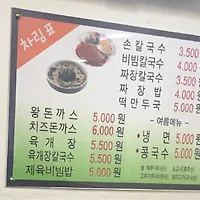 차림표
손칼국수 3.500
비빔칼국수 4.000
짜장칼국수 3.500
짜장밥 4.000
떡만두국 5.000
왕돈까스 5.000원
치즈돈까스 6.000원
육개장 5.500원
육개장칼국수 5.500원
제육비빔밥 5.000원
-여름메뉴-
냉면 5.000원
콩국수 5.000원